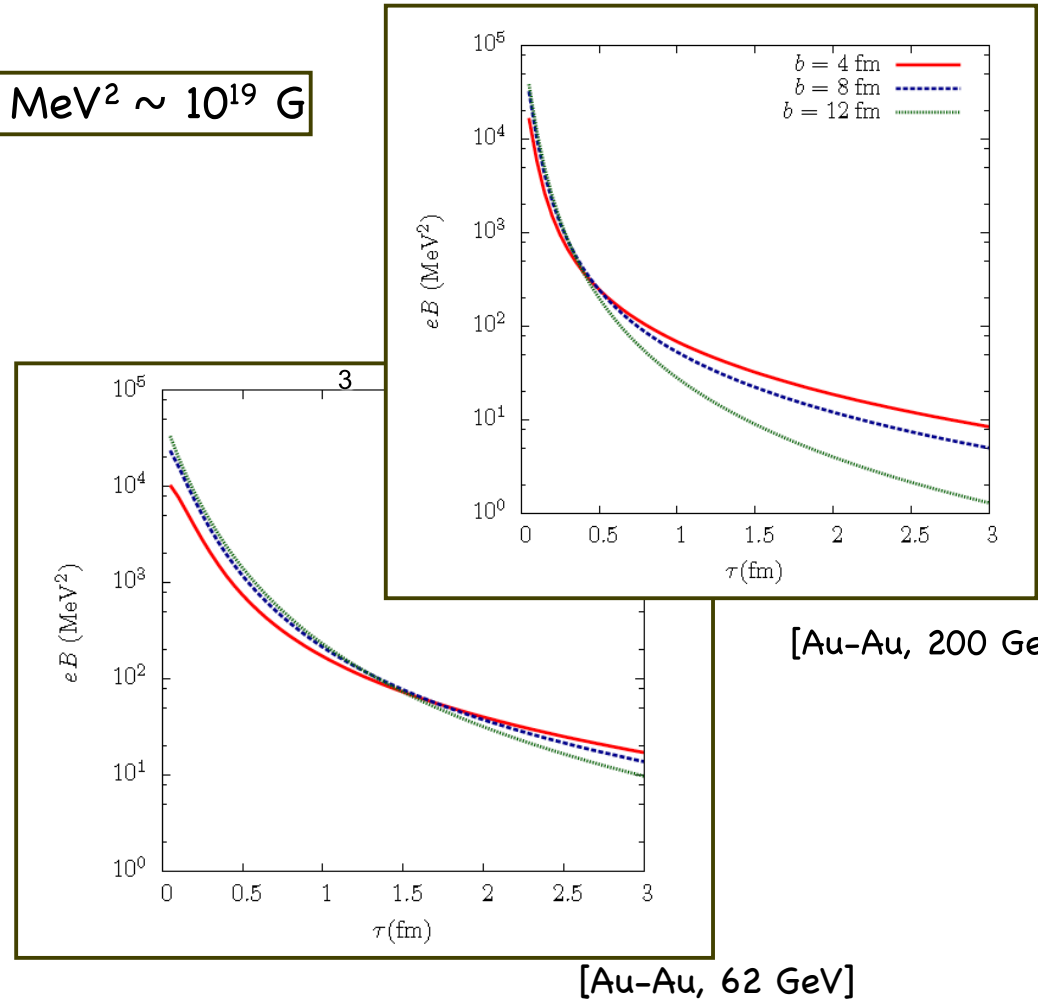 MeV² ~ 10¹⁹ G
10⁵
10⁴
10³
10²
10¹
10⁰
eB (MeV²)
b = 4 fm
b = 8 fm
b = 12 fm
0 0.5 1 1.5 2 2.5 3
τ(fm)
[Au-Au, 200 Ge
3
10⁵
10⁴
10³
10²
10¹
10⁰
eB (MeV²)
0 0.5 1 1.5 2 2.5 3
τ(fm)
[Au-Au, 62 GeV]